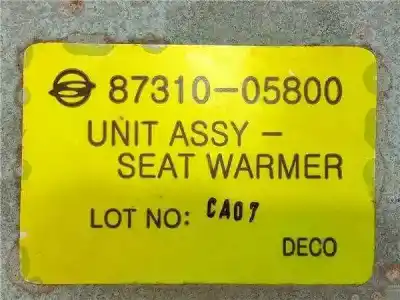 87310-05800
UNIT ASSY -
SEAT WARMER
LOT NO: CA07
DECO